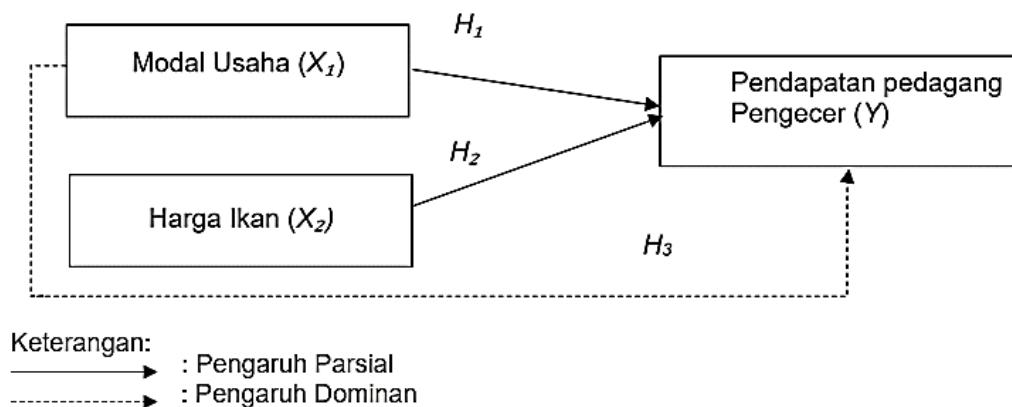 H₁
Modal Usaha (X₁)
Pendapatan pedagang
Pengecer (Y)
H₂
Harga Ikan (X₂)
H₃
Keterangan:
: Pengaruh Parsial
: Pengaruh Dominan